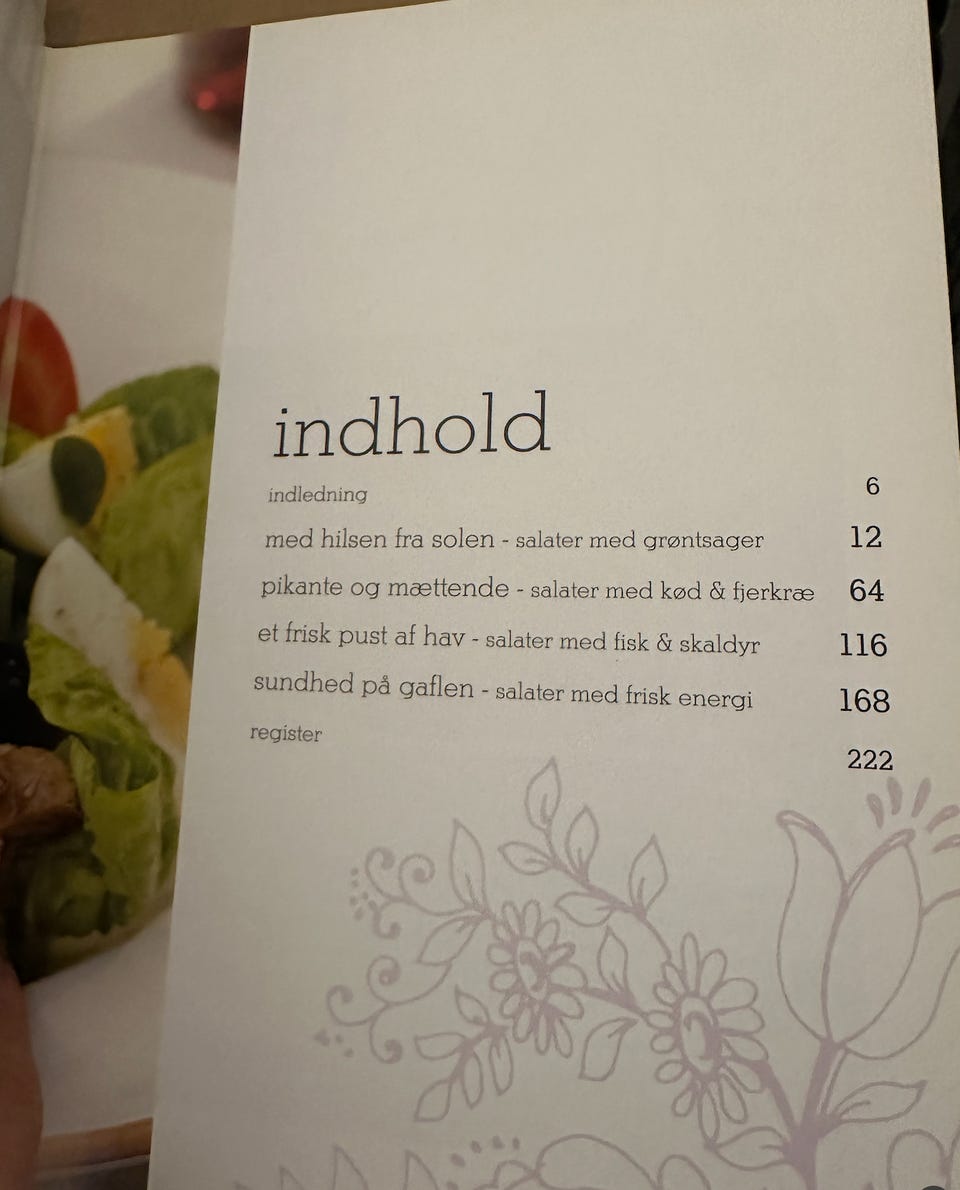 indhold
indledning 6
med hilsen fra solen - salater med grøntsager 12
pikante og mættende - salater med kød & fjerkræ 64
et frisk pust af hav - salater med fisk & skaldyr 116
sundhed på gaflen - salater med frisk energi 168
register 222